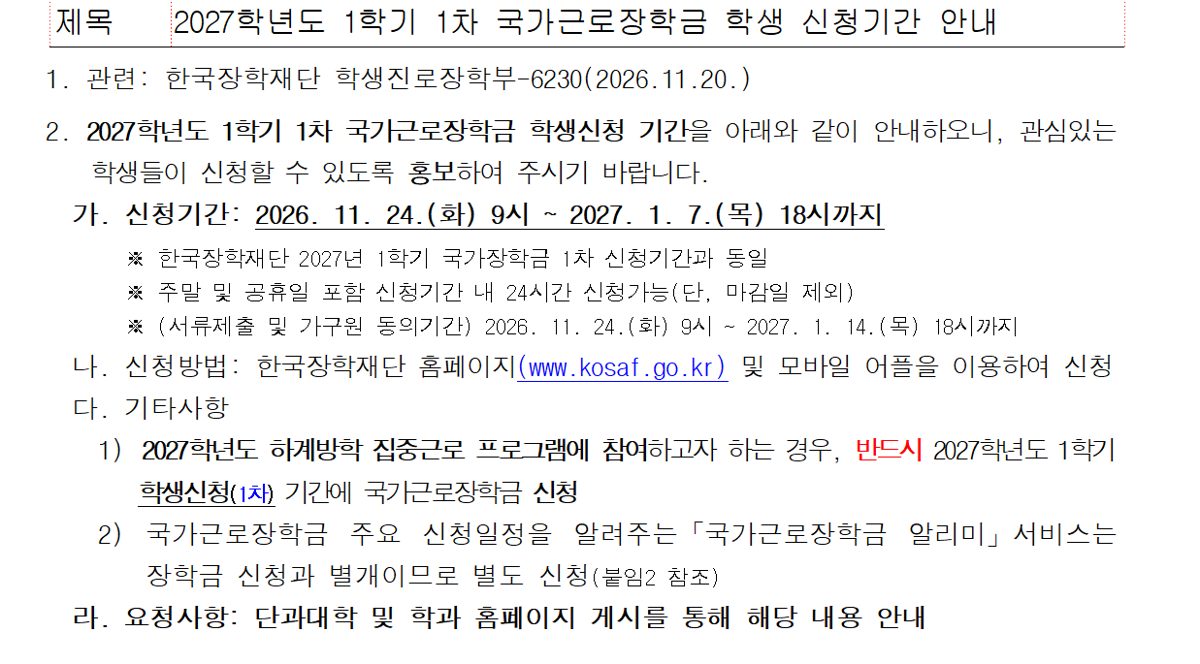 제목 2027학년도 1학기 1차 국가근로장학금 학생 신청기간 안내
1. 관련: 한국장학재단 학생진로장학부-6230(2026.11.20.)
2. 2027학년도 1학기 1차 국가근로장학금 학생신청 기간을 아래와 같이 안내하오니, 관심있는
학생들이 신청할 수 있도록 홍보하여 주시기 바랍니다.
가. 신청기간: 2026. 11. 24.(화) 9시 ~ 2027. 1. 7.(목) 18시까지
※ 한국장학재단 2027년 1학기 국가장학금 1차 신청기간과 동일
※ 주말 및 공휴일 포함 신청기간 내 24시간 신청가능(단, 마감일 제외)
※ (서류제출 및 가구원 동의기간) 2026. 11. 24.(화) 9시 ~ 2027. 1. 14.(목) 18시까지
나. 신청방법: 한국장학재단 홈페이지(www.kosaf.go.kr) 및 모바일 어플을 이용하여 신청
다. 기타사항
1) 2027학년도 하계방학 집중근로 프로그램에 참여하고자 하는 경우, 반드시 2027학년도 1학기
학생신청(1차) 기간에 국가근로장학금 신청
2) 국가근로장학금 주요 신청일정을 알려주는「국가근로장학금 알리미」서비스는
장학금 신청과 별개이므로 별도 신청(붙임2 참조)
라. 요청사항: 단과대학 및 학과 홈페이지 게시를 통해 해당 내용 안내